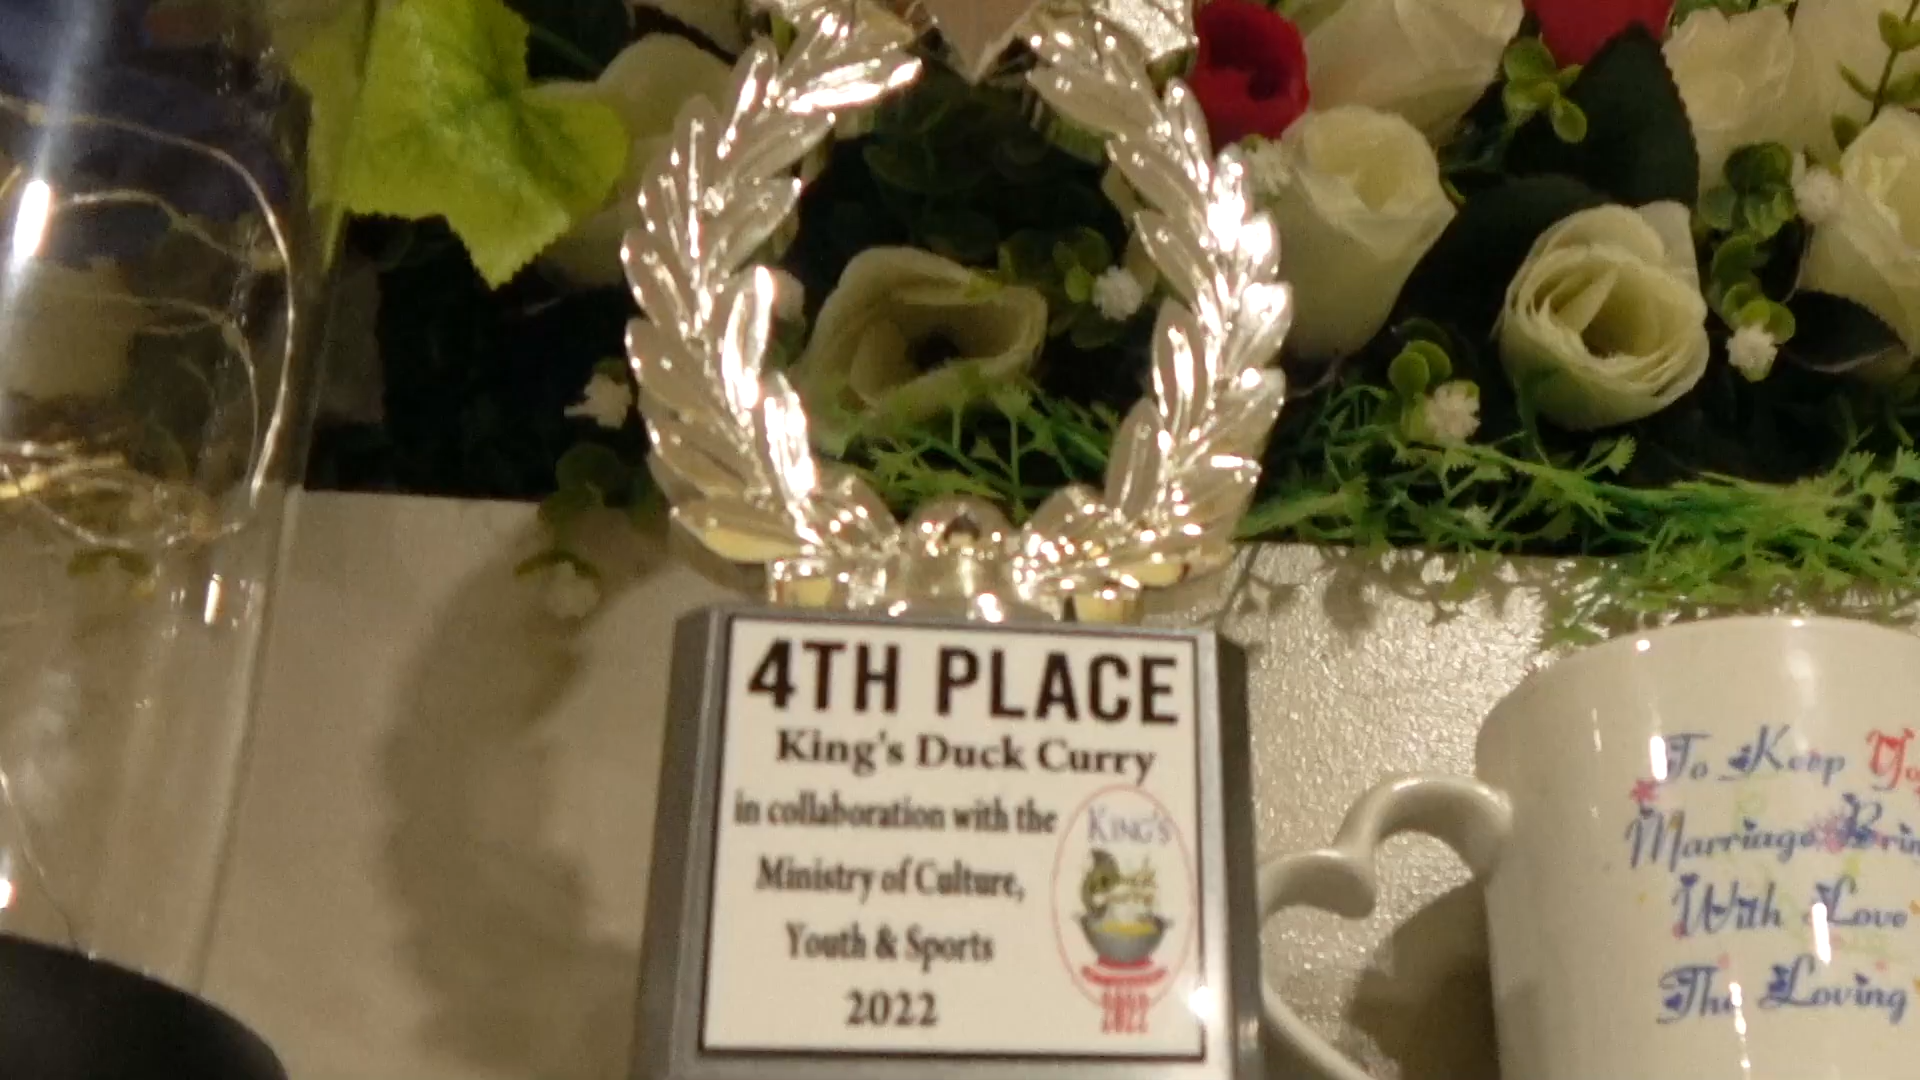 4TH PLACE
King's Duck Curry
in collaboration with the
Ministry of Culture,
Youth & Sports
2022
KING'S
2022
To Keep
Marriage
With Love
The Loving